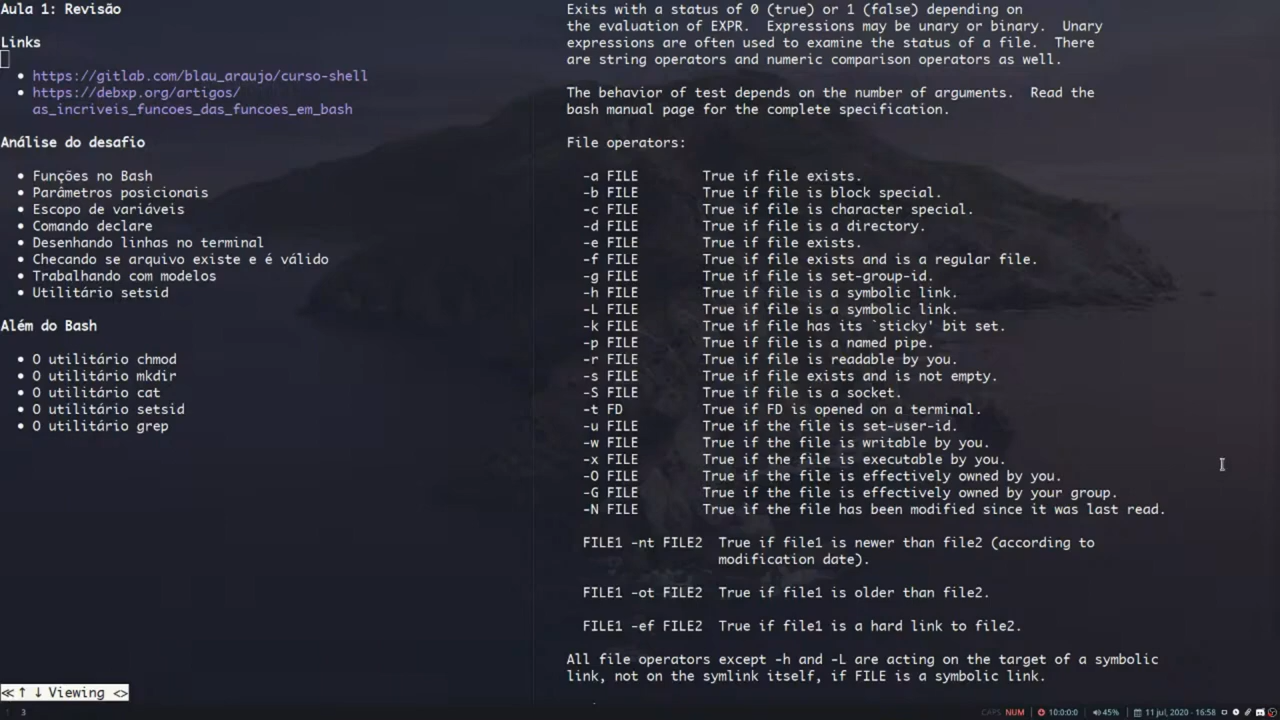 Aula 1: Revisão
Links
• https://gitlab.com/blau_araujo/curso-shell
• https://debxp.org/artigos/
as_incriveis_funcoes_das_funcoes_em_bash
Análise do desafio
• Funções no Bash
• Parâmetros posicionais
• Escopo de variáveis
• Comando declare
• Desenhando linhas no terminal
• Checando se arquivo existe e é válido
• Trabalhando com modelos
• Utilitário setsid
Além do Bash
• O utilitário chmod
• O utilitário mkdir
• O utilitário cat
• O utilitário setsid
• O utilitário grep
≪↑ ↓ Viewing <>
Exits with a status of 0 (true) or 1 (false) depending on
the evaluation of EXPR.  Expressions may be unary or binary.  Unary
expressions are often used to examine the status of a file.  There
are string operators and numeric comparison operators as well.
The behavior of test depends on the number of arguments.  Read the
bash manual page for the complete specification.
File operators:
-a FILE        True if file exists.
-b FILE        True if file is block special.
-c FILE        True if file is character special.
-d FILE        True if file is a directory.
-e FILE        True if file exists.
-f FILE        True if file exists and is a regular file.
-g FILE        True if file is set-group-id.
-h FILE        True if file is a symbolic link.
-L FILE        True if file is a symbolic link.
-k FILE        True if file has its `sticky' bit set.
-p FILE        True if file is a named pipe.
-r FILE        True if file is readable by you.
-s FILE        True if file exists and is not empty.
-S FILE        True if file is a socket.
-t FD          True if FD is opened on a terminal.
-u FILE        True if the file is set-user-id.
-w FILE        True if the file is writable by you.
-x FILE        True if the file is executable by you.
-O FILE        True if the file is effectively owned by you.
-G FILE        True if the file is effectively owned by your group.
-N FILE        True if the file has been modified since it was last read.
FILE1 -nt FILE2  True if file1 is newer than file2 (according to
modification date).
FILE1 -ot FILE2  True if file1 is older than file2.
FILE1 -ef FILE2  True if file1 is a hard link to file2.
All file operators except -h and -L are acting on the target of a symbolic
link, not on the symlink itself, if FILE is a symbolic link.
1 3
CAPS NUM | 10:0:0:0 | 45% | 11 jul, 2020 - 16:58